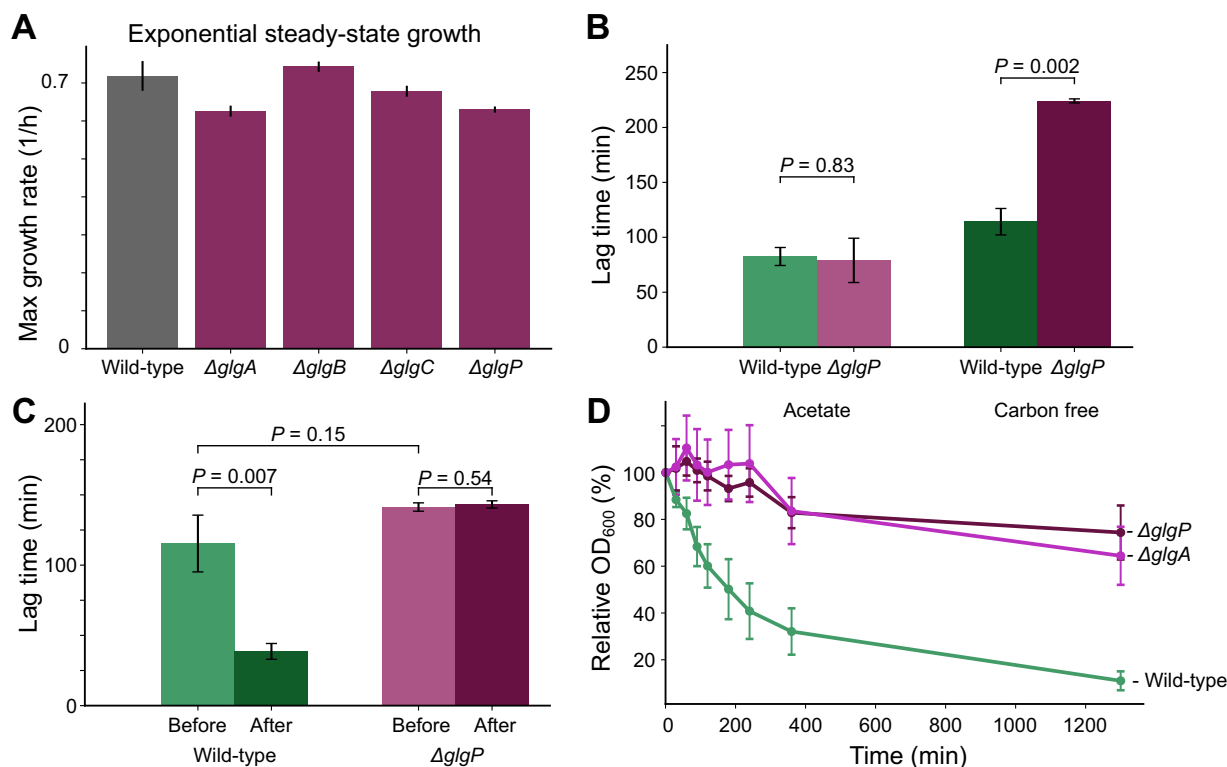 A
Exponential steady-state growth
Max growth rate (1/h)
0.7
0
Wild-type
ΔglgA
ΔglgB
ΔglgC
ΔglgP
B
Lag time (min)
250
200
150
100
50
0
P = 0.83
P = 0.002
Wild-type ΔglgP
Wild-type ΔglgP
Acetate
Carbon free
C
Lag time (min)
200
100
0
P = 0.15
P = 0.007
P = 0.54
Before After
Before After
Wild-type
ΔglgP
D
Relative OD600 (%)
100
80
60
40
20
ΔglgP
ΔglgA
Wild-type
0 200 400 600 800 1000 1200
Time (min)